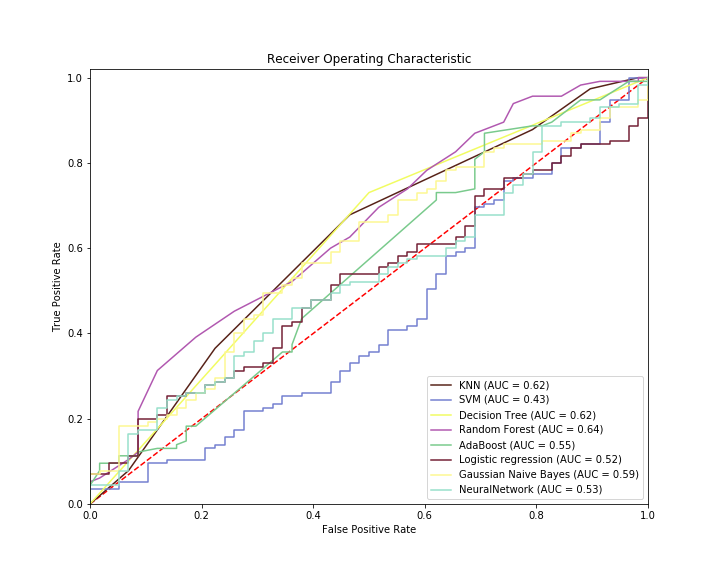 Receiver Operating Characteristic
True Positive Rate
1.0
0.8
0.6
0.4
0.2
0.0
KNN (AUC = 0.62)
SVM (AUC = 0.43)
Decision Tree (AUC = 0.62)
Random Forest (AUC = 0.64)
AdaBoost (AUC = 0.55)
Logistic regression (AUC = 0.52)
Gaussian Naive Bayes (AUC = 0.59)
NeuralNetwork (AUC = 0.53)
0.0 0.2 0.4 0.6 0.8 1.0
False Positive Rate